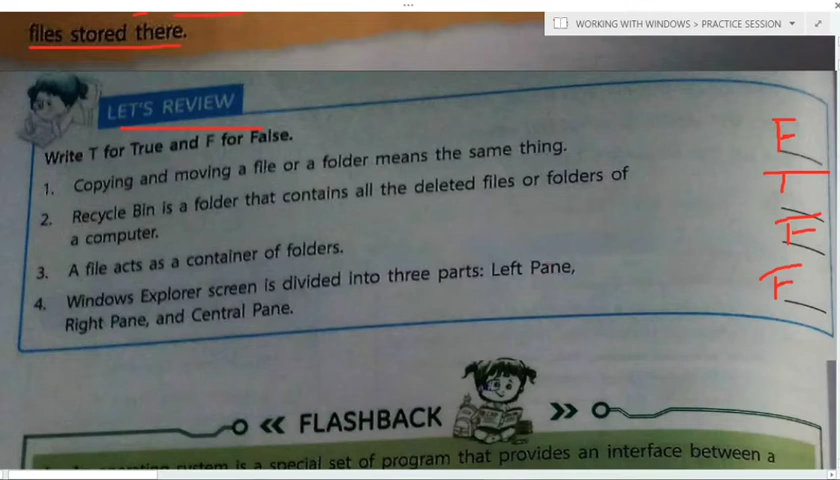 files stored there.
WORKING WITH WINDOWS > PRACTICE SESSION
LET'S REVIEW
Write T for True and F for False.
1. Copying and moving a file or a folder means the same thing. F
2. Recycle Bin is a folder that contains all the deleted files or folders of
a computer. T
3. A file acts as a container of folders. F
4. Windows Explorer screen is divided into three parts: Left Pane,
Right Pane, and Central Pane. F
<< FLASHBACK >>
operating system is a special set of program that provides an interface between a